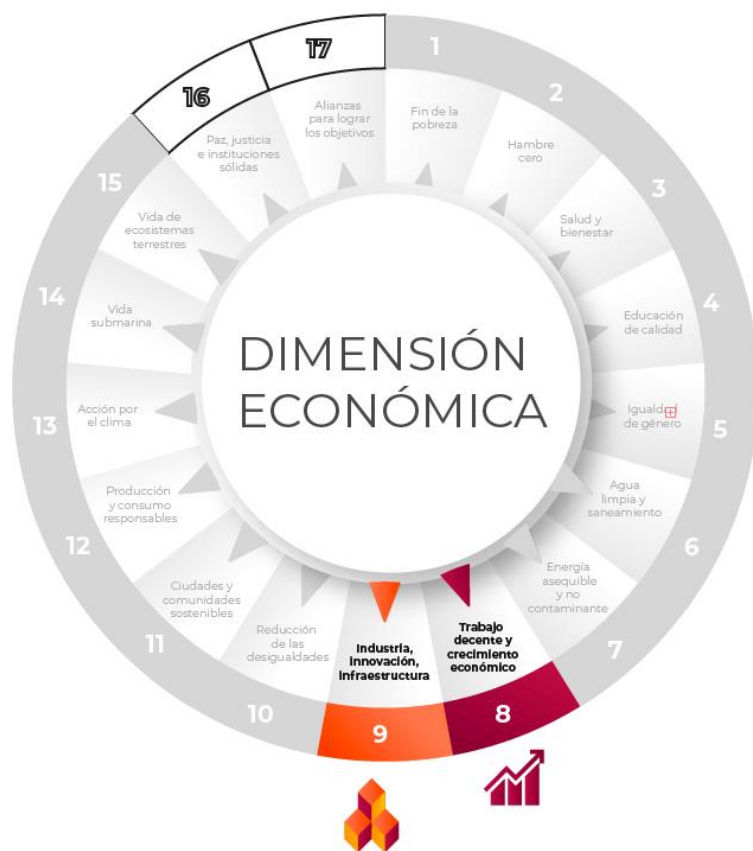 DIMENSIÓN
ECONÓMICA
1
Fin de la
pobreza
2
Hambre
cero
3
Salud y
bienestar
4
Educación
de calidad
5
Igualdad
de género
6
Agua
limpia y
saneamiento
7
Energía
asequible
y no
contaminante
8
Trabajo
decente y
crecimiento
económico
9
Industria,
innovación,
infraestructura
10
Reducción
de las
desigualdades
11
Ciudades y
comunidades
sostenibles
12
Producción
y consumo
responsables
13
Acción por
el clima
14
Vida
submarina
15
Vida de
ecosistemas
terrestres
16
Paz, justicia
e instituciones
sólidas
17
Alianzas
para lograr
los objetivos